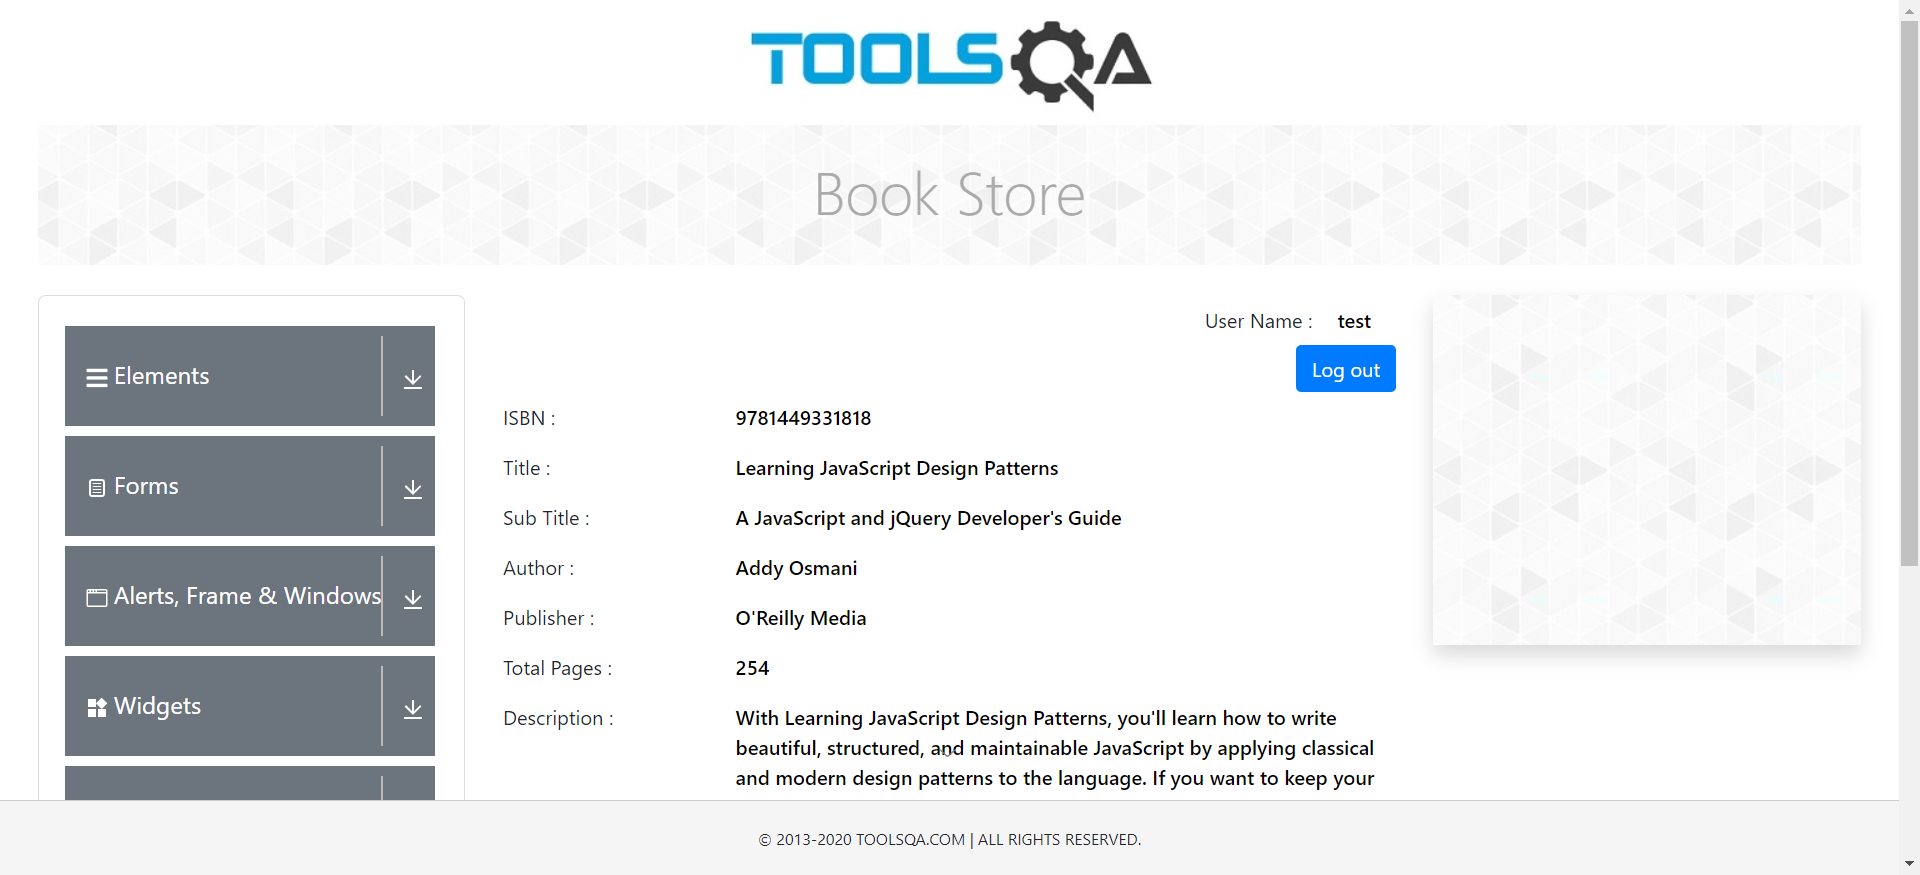 TOOLSQA
Book Store
User Name : test
Log out
Elements
Forms
Alerts, Frame & Windows
Widgets
ISBN : 9781449331818
Title : Learning JavaScript Design Patterns
Sub Title : A JavaScript and jQuery Developer's Guide
Author : Addy Osmani
Publisher : O'Reilly Media
Total Pages : 254
Description : With Learning JavaScript Design Patterns, you'll learn how to write
beautiful, structured, and maintainable JavaScript by applying classical
and modern design patterns to the language. If you want to keep your
© 2013-2020 TOOLSQA.COM | ALL RIGHTS RESERVED.